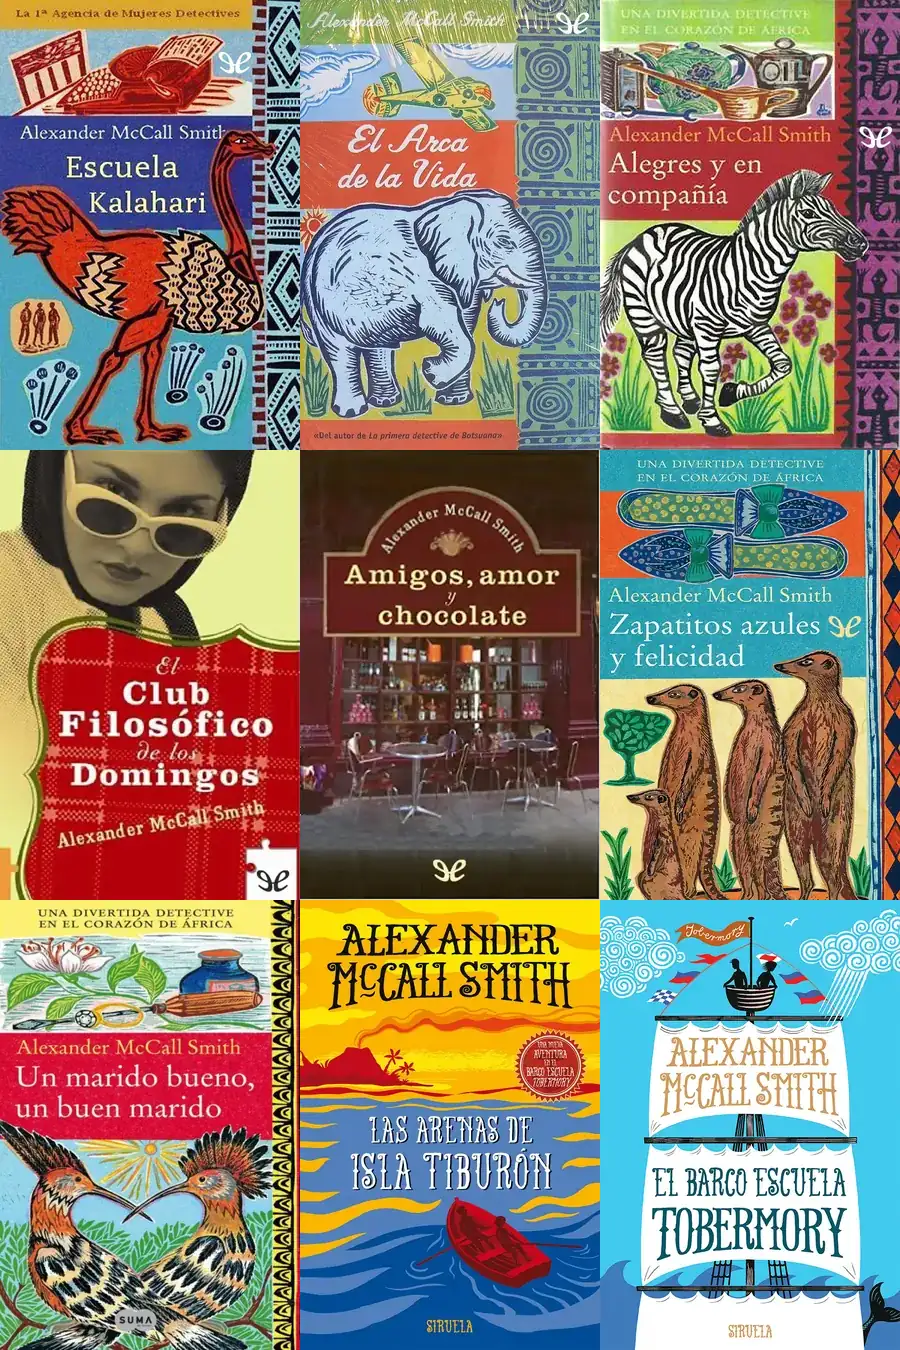 La 1ª Agencia de Mujeres Detectives
Alexander McCall Smith
Escuela
Kalahari
Alexander McCall Smith
El Arca
de la Vida
«Del autor de La primera detective de Botsuana»
UNA DIVERTIDA DETECTIVE
EN EL CORAZÓN DE ÁFRICA
OIL
Alexander McCall Smith
Alegres y en
compañía
El
Club
Filosófico
de los
Domingos
Alexander McCall Smith
Alexander McCall Smith
Amigos, amor
y
chocolate
UNA DIVERTIDA DETECTIVE
EN EL CORAZÓN DE ÁFRICA
Alexander McCall Smith
Zapatitos azules
y felicidad
UNA DIVERTIDA DETECTIVE
EN EL CORAZÓN DE ÁFRICA
Alexander McCall Smith
Un marido bueno,
un buen marido
SUMA
ALEXANDER
McCALL SMITH
UNA NUEVA
AVENTURA
EN EL
BARCO ESCUELA
TOBERMORY
LAS ARENAS DE
ISLA TIBURÓN
SIRUELA
Tobermory
ALEXANDER
McCALL SMITH
EL BARCO ESCUELA
TOBERMORY
SIRUELA